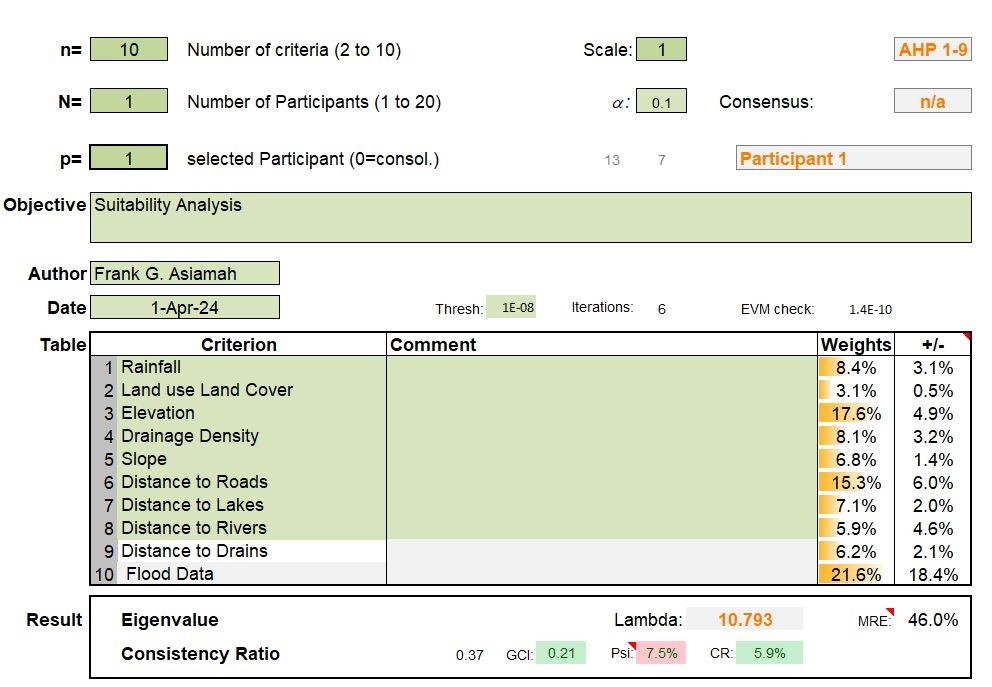 n= 10 Number of criteria (2 to 10) Scale: 1 AHP 1-9
N= 1 Number of Participants (1 to 20) α: 0.1 Consensus: n/a
p= 1 selected Participant (0=consol.) 13 7 Participant 1
Objective Suitability Analysis
Author Frank G. Asiamah
Date 1-Apr-24 Thresh: 1E-08 Iterations: 6 EVM check: 1.4E-10
Table Criterion Comment Weights +/-
1 Rainfall 8.4% 3.1%
2 Land use Land Cover 3.1% 0.5%
3 Elevation 17.6% 4.9%
4 Drainage Density 8.1% 3.2%
5 Slope 6.8% 1.4%
6 Distance to Roads 15.3% 6.0%
7 Distance to Lakes 7.1% 2.0%
8 Distance to Rivers 5.9% 4.6%
9 Distance to Drains 6.2% 2.1%
10 Flood Data 21.6% 18.4%
Result Eigenvalue Lambda: 10.793 MRE: 46.0%
Consistency Ratio 0.37 GCI: 0.21 Psi: 7.5% CR: 5.9%